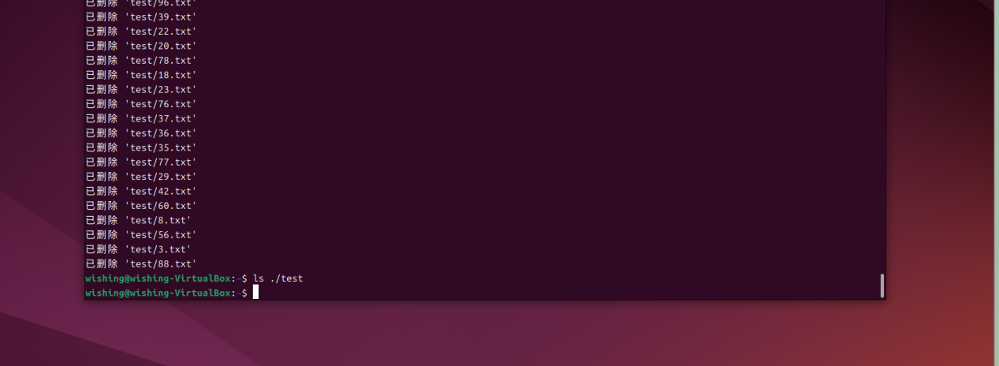 已删除 'test/96.txt'
已删除 'test/39.txt'
已删除 'test/22.txt'
已删除 'test/20.txt'
已删除 'test/78.txt'
已删除 'test/18.txt'
已删除 'test/23.txt'
已删除 'test/76.txt'
已删除 'test/37.txt'
已删除 'test/36.txt'
已删除 'test/35.txt'
已删除 'test/77.txt'
已删除 'test/29.txt'
已删除 'test/42.txt'
已删除 'test/60.txt'
已删除 'test/8.txt'
已删除 'test/56.txt'
已删除 'test/3.txt'
已删除 'test/88.txt'
wishing@wishing-VirtualBox:~$ ls ./test
wishing@wishing-VirtualBox:~$